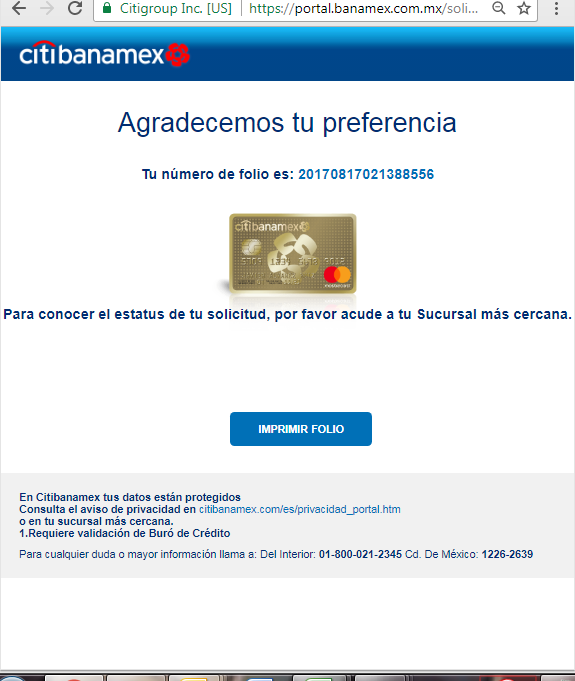 Citigroup Inc. [US]
https://portal.banamex.com.mx/soli...
citibanamex
Agradecemos tu preferencia
Tu número de folio es: 20170817021388556
citibanamex
mastercard
Para conocer el estatus de tu solicitud, por favor acude a tu Sucursal más cercana.
IMPRIMIR FOLIO
En Citibanamex tus datos están protegidos
Consulta el aviso de privacidad en citibanamex.com/es/privacidad_portal.htm
o en tu sucursal más cercana.
1.Requiere validación de Buró de Crédito
Para cualquier duda o mayor información llama a: Del Interior: 01-800-021-2345 Cd. De México: 1226-2639